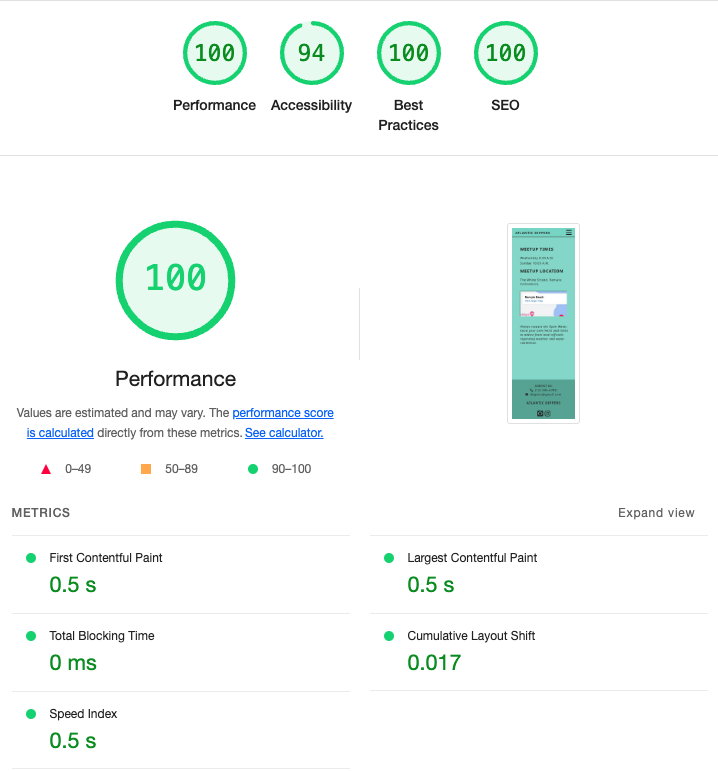 100
94
100
100
Performance
Accessibility
Best
Practices
SEO
100
Performance
Values are estimated and may vary. The performance score
is calculated directly from these metrics. See calculator.
0–49
50–89
90–100
ATLANTIC DIPPERS
MEETUP TIMES
MEETUP LOCATION
ATLANTIC DIPPERS
METRICS
Expand view
First Contentful Paint
0.5 s
Largest Contentful Paint
0.5 s
Total Blocking Time
0 ms
Cumulative Layout Shift
0.017
Speed Index
0.5 s